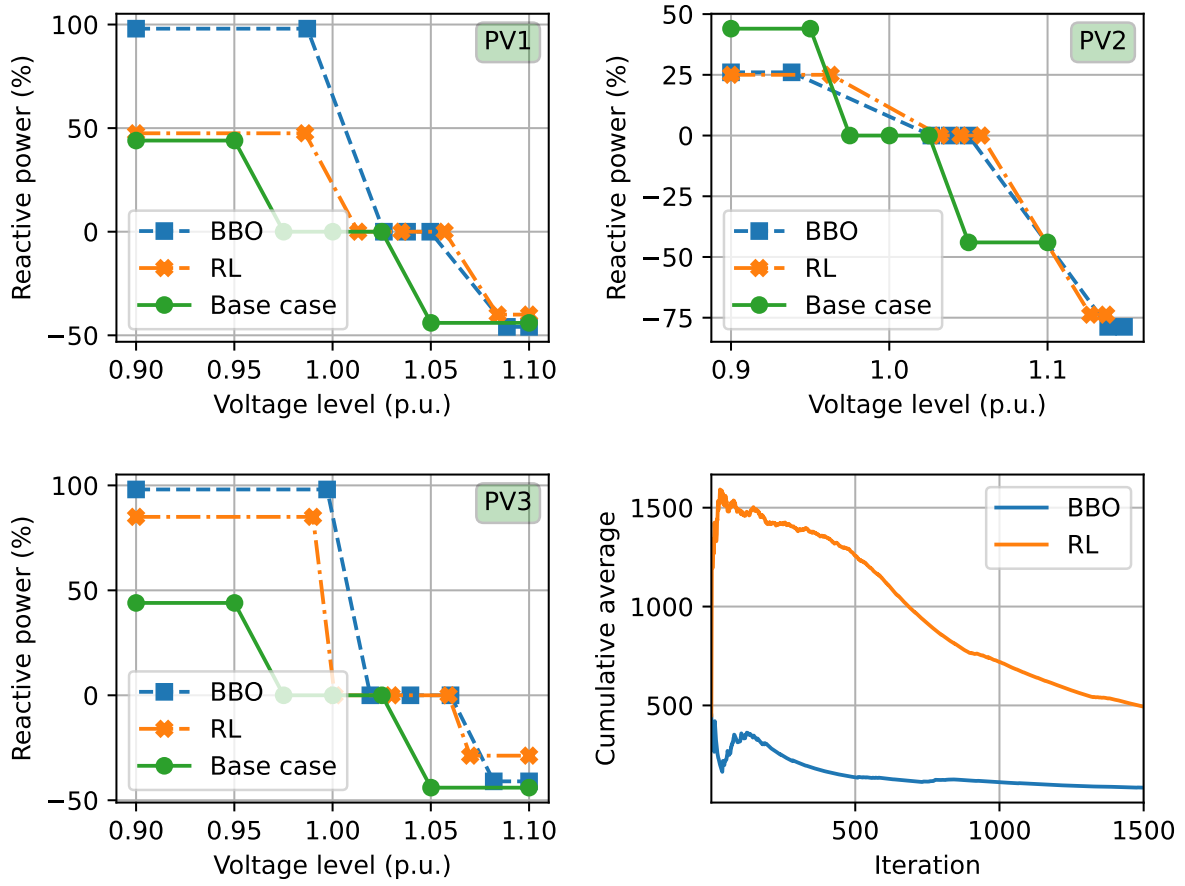 PV1
Reactive power (%)
100
50
0
−50
BBO
RL
Base case
0.90
0.95
1.00
1.05
1.10
Voltage level (p.u.)
PV2
Reactive power (%)
50
25
0
−25
−50
−75
BBO
RL
Base case
0.9
1.0
1.1
Voltage level (p.u.)
PV3
Reactive power (%)
100
50
0
−50
BBO
RL
Base case
0.90
0.95
1.00
1.05
1.10
Voltage level (p.u.)
Cumulative average
1500
1000
500
BBO
RL
500
1000
1500
Iteration